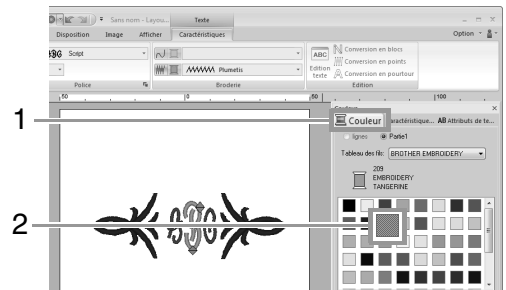 Sans nom - Layou... Texte
Disposition Image Afficher Caractéristiques Option
Script
ABC Conversion en blocs
Conversion en points
Plumetis Edition texte Conversion en pourtour
Police Broderie Edition
50 0 50 100
1
Couleur aractéristique... AB Attributs de te...
lignes Partie1
Tableau des fils: BROTHER EMBROIDERY
209
EMBROIDERY
TANGERINE
2